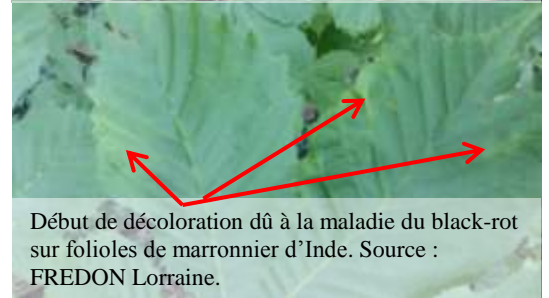 Début de décoloration dû à la maladie du black-rot
sur folioles de marronnier d'Inde. Source :
FREDON Lorraine.